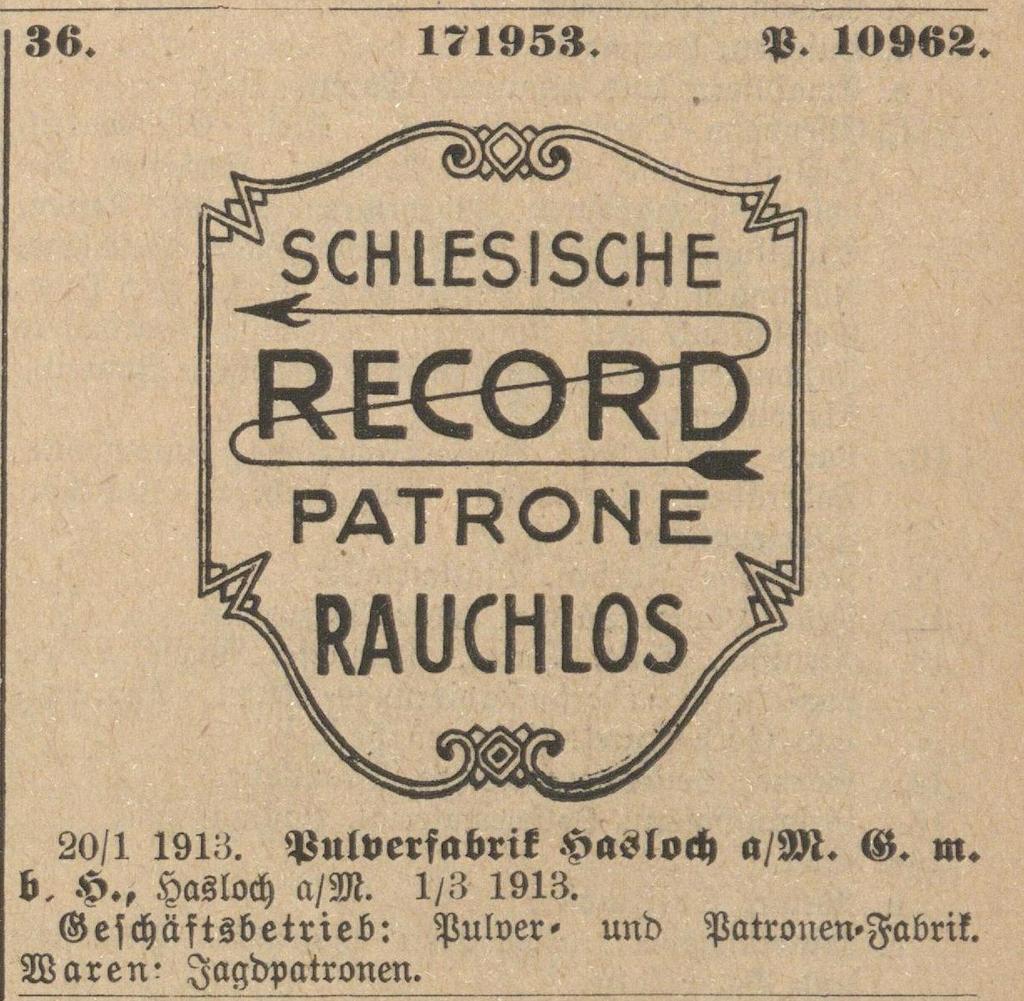 36. 171953. P. 10962.
SCHLESISCHE
RECORD
PATRONE
RAUCHLOS
20/1 1913. Pulverfabrik Hasloch a/M. G. m.
b. H., Hasloch a/M. 1/3 1913.
Geschäftsbetrieb: Pulver- und Patronen-Fabrik.
Waren: Jagdpatronen.